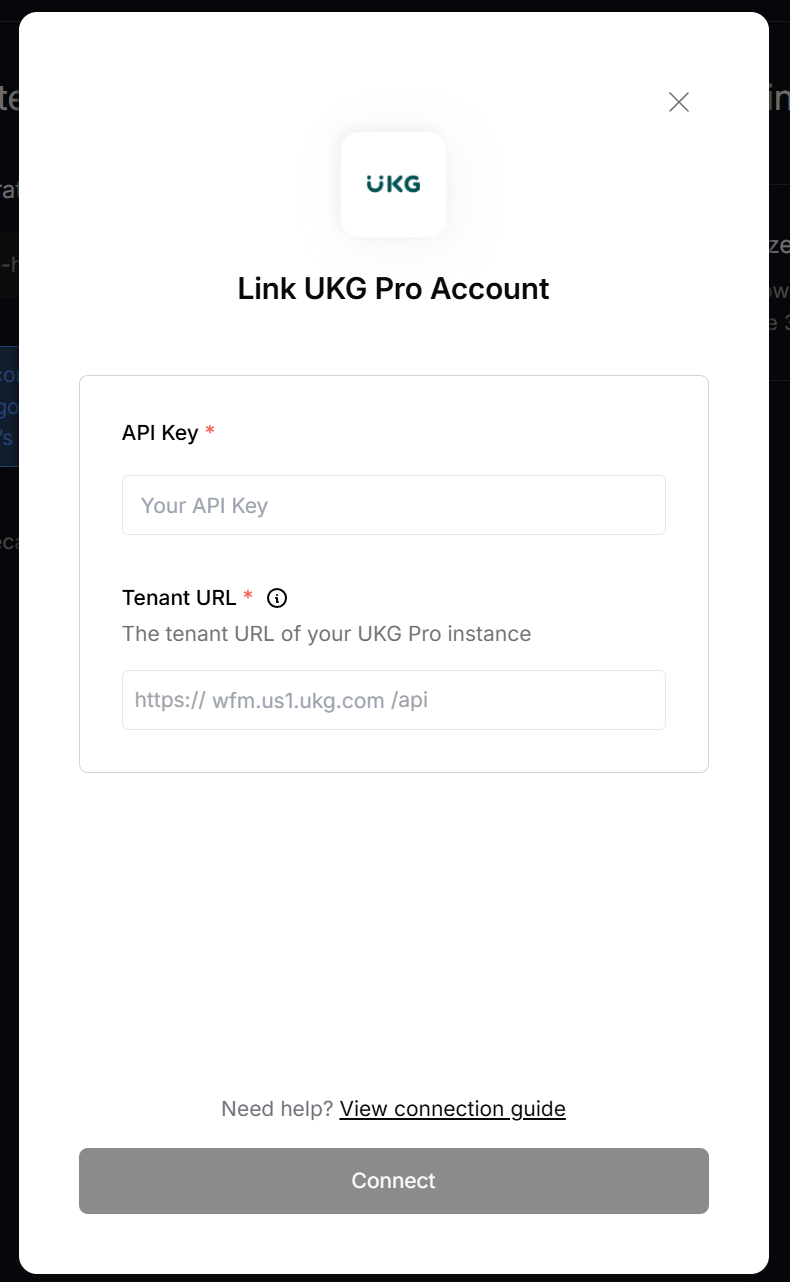 UKG
Link UKG Pro Account
API Key *
Your API Key
Tenant URL *
The tenant URL of your UKG Pro instance
https:// wfm.us1.ukg.com /api
Need help? View connection guide
Connect